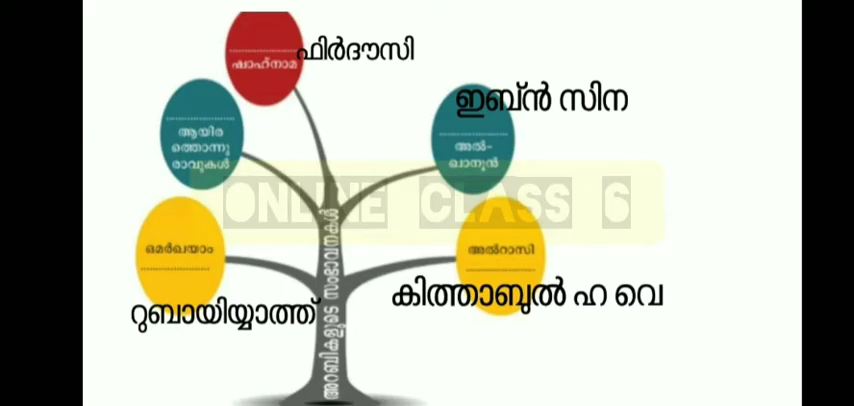 ....................
ഷാഹ്നാമ
ഫിർദൗസി
....................
ആയിര
ത്തൊന്നു
രാവുകൾ
ഇബ്ൻ സിന
....................
അൽ-
ഖാനുൻ
ONLINE CLASS 6
ഒമർഖയാം
....................
അൽറാസി
റുബായിയ്യാത്ത്
കിത്താബുൽ ഹ വെ
അറബികളുടെ സംഭാവനകൾ